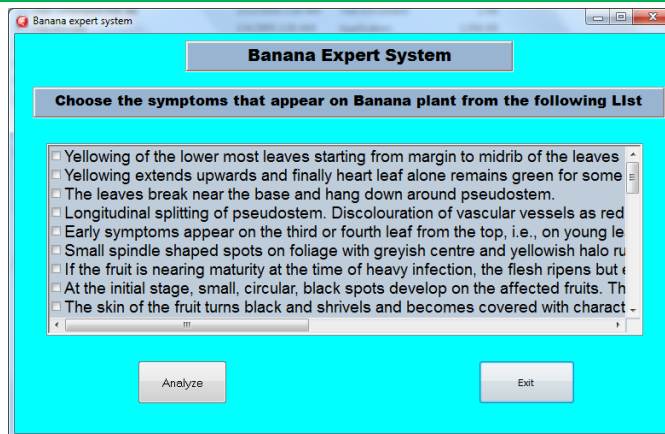 Banana expert system
Banana Expert System
Choose the symptoms that appear on Banana plant from the following LIst
Yellowing of the lower most leaves starting from margin to midrib of the leaves
Yellowing extends upwards and finally heart leaf alone remains green for some
The leaves break near the base and hang down around pseudostem.
Longitudinal splitting of pseudostem. Discolouration of vascular vessels as red
Early symptoms appear on the third or fourth leaf from the top, i.e., on young le
Small spindle shaped spots on foliage with greyish centre and yellowish halo ru
If the fruit is nearing maturity at the time of heavy infection, the flesh ripens but
At the initial stage, small, circular, black spots develop on the affected fruits. Th
The skin of the fruit turns black and shrivels and becomes covered with charact
Analyze
Exit